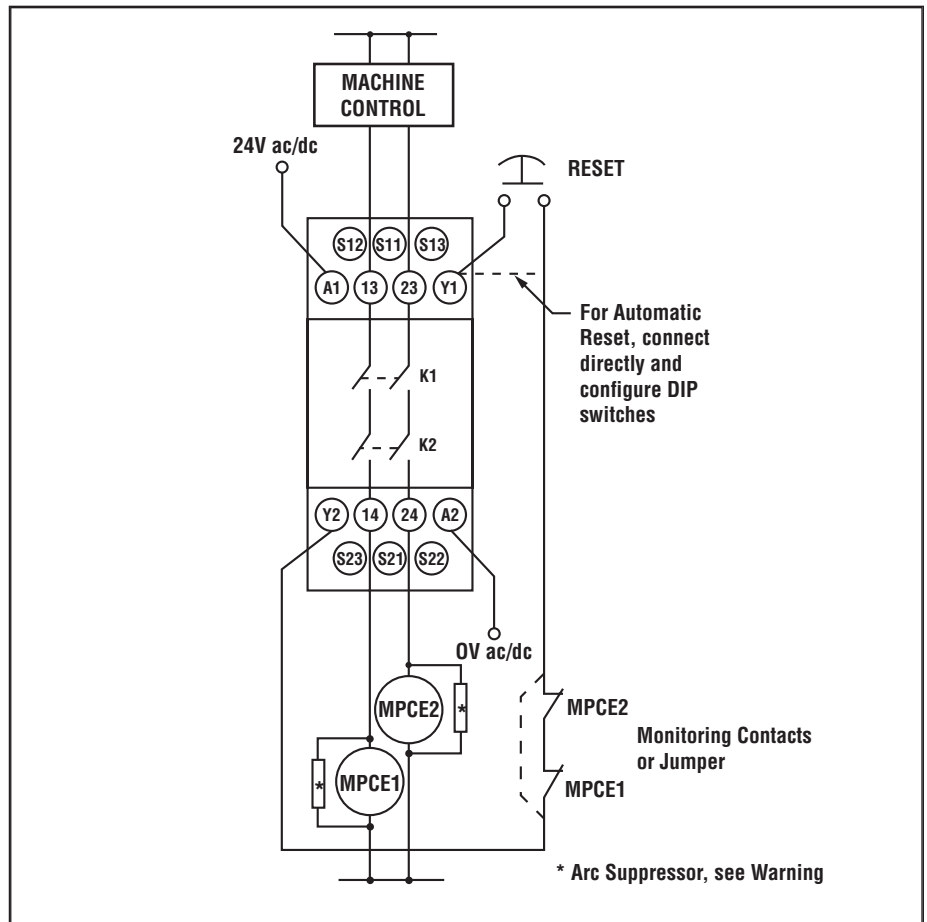 MACHINE
CONTROL
24V ac/dc
RESET
S12 S11 S13
A1 13 23 Y1
For Automatic
Reset, connect
directly and
configure DIP
switches
K1
K2
Y2 14 24 A2
S23 S21 S22
0V ac/dc
MPCE2
*
MPCE2
Monitoring Contacts
or Jumper
*
MPCE1
MPCE1
* Arc Suppressor, see Warning